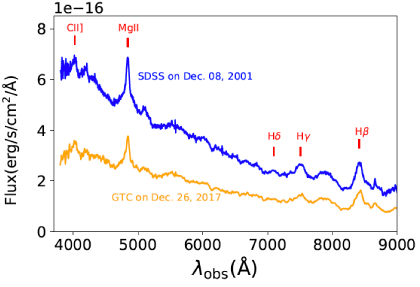 1e−16
CII]
MgII
SDSS on Dec. 08, 2001
Hδ
Hγ
Hβ
GTC on Dec. 26, 2017
Flux(erg/s/cm²/Å)
8
6
4
2
0
4000 5000 6000 7000 8000 9000
λobs(Å)